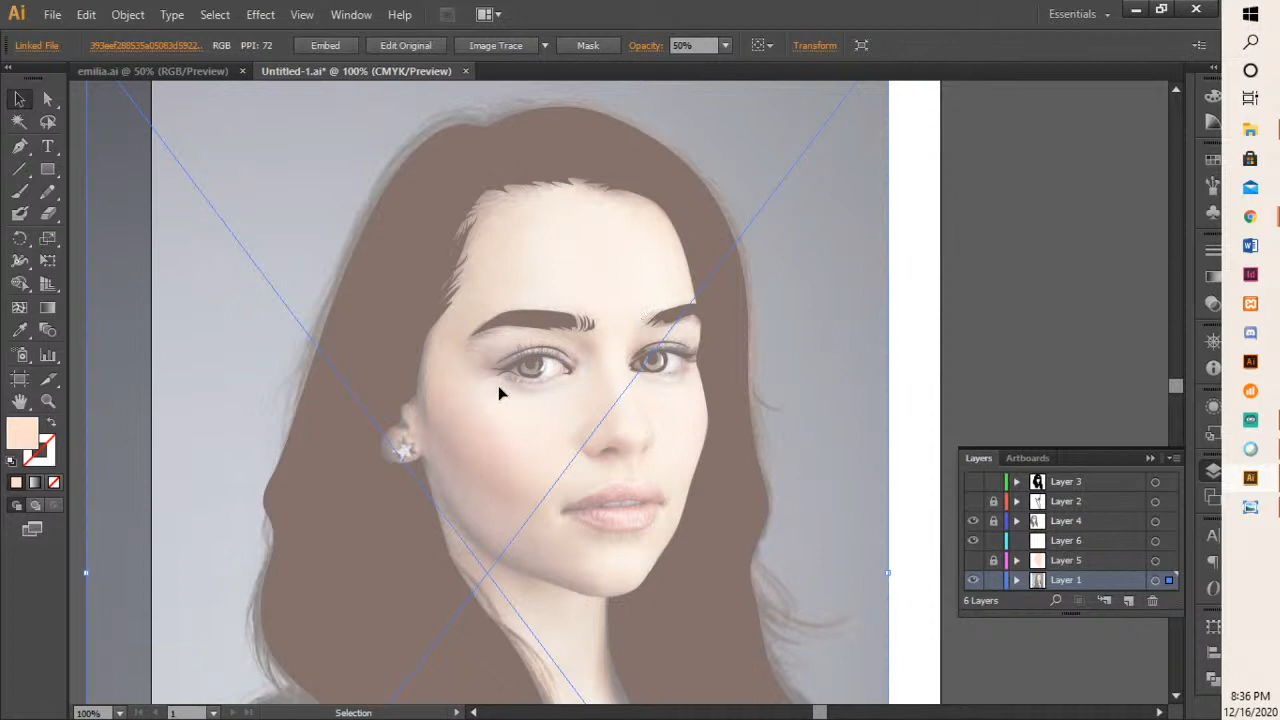 Ai File Edit Object Type Select Effect View Window Help Essentials
Linked File 393eef288535a05083d5922... RGB PPI: 72 Embed Edit Original Image Trace Mask Opacity: 50% Transform
emilia.ai @ 50% (RGB/Preview) × Untitled-1.ai* @ 100% (CMYK/Preview) ×
Layers Artboards
Layer 3
Layer 2
Layer 4
Layer 6
Layer 5
Layer 1
6 Layers
100% 1 Selection
8:36 PM
12/16/2020